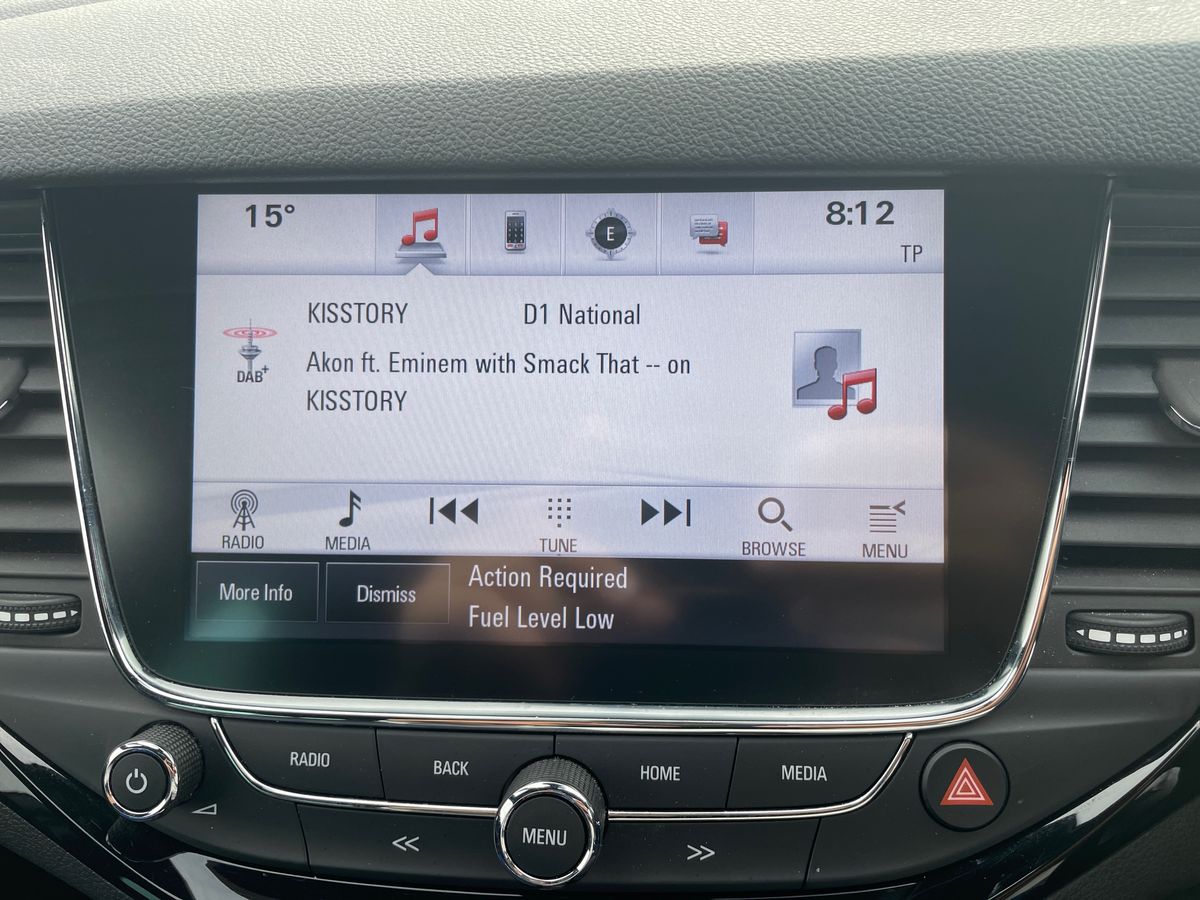 15°
E
8:12
TP
KISSTORY D1 National
DAB+
Akon ft. Eminem with Smack That -- on
KISSTORY
RADIO MEDIA TUNE BROWSE MENU
More Info Dismiss Action Required
Fuel Level Low
RADIO BACK HOME MEDIA
MENU